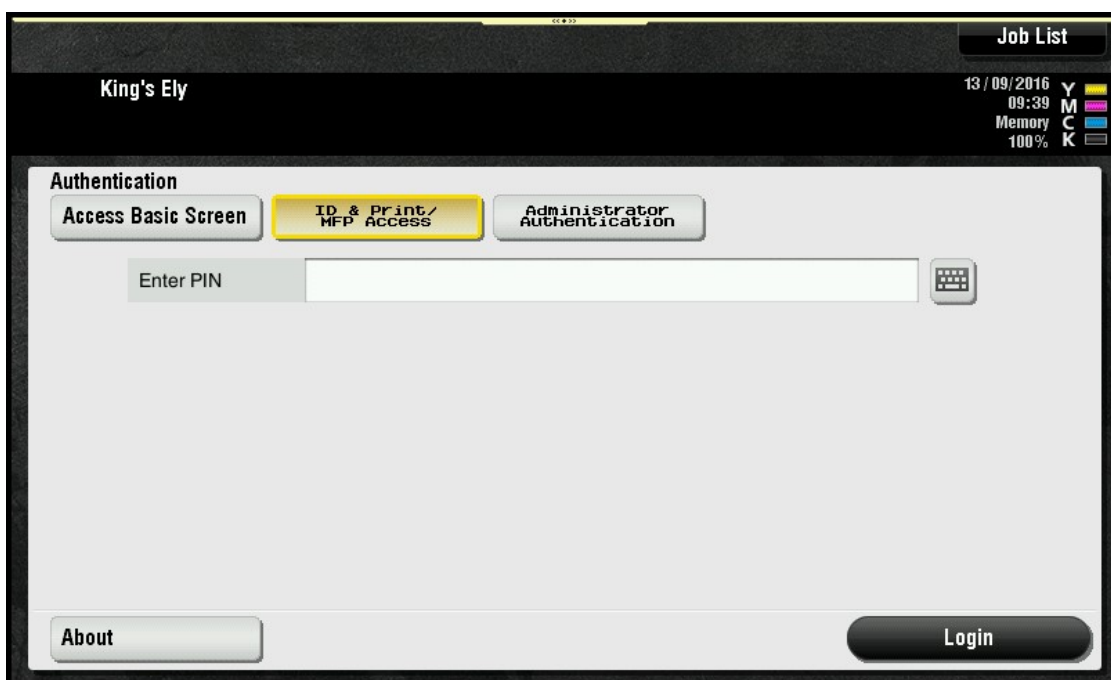 Job List
King's Ely
13/09/2016
09:39
Memory
100%
Y
M
C
K
Authentication
Access Basic Screen
ID & Print/
MFP Access
Administrator
Authentication
Enter PIN
About
Login